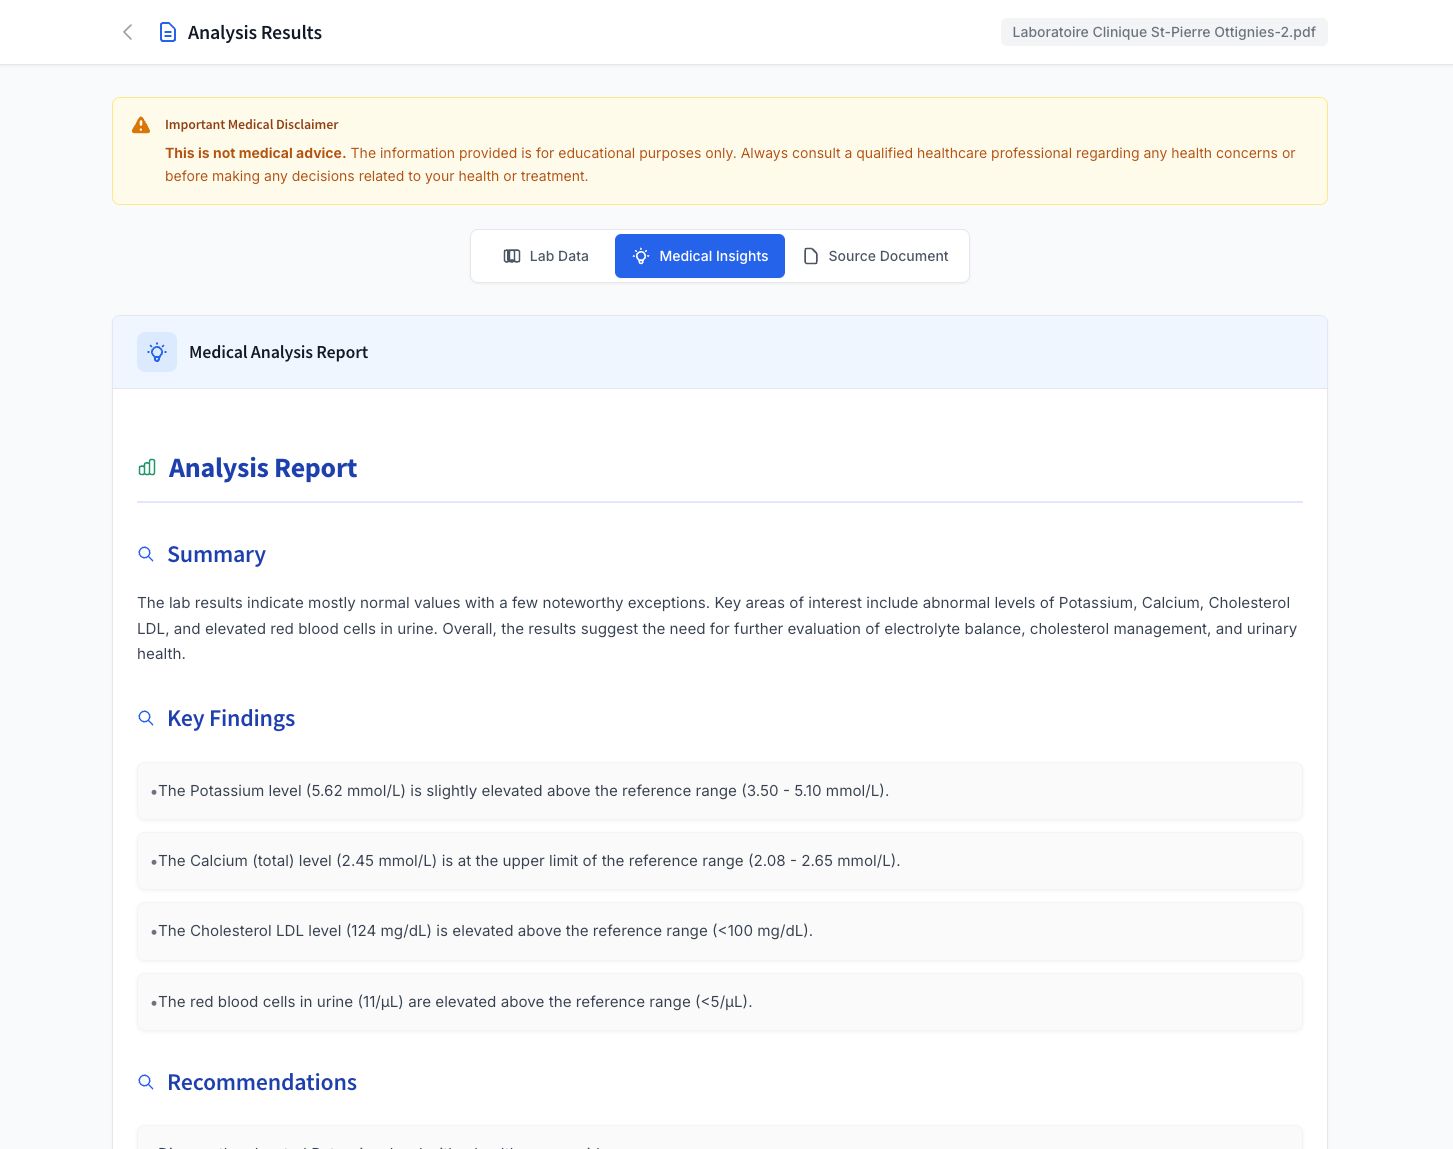 Analysis Results
Laboratoire Clinique St-Pierre Ottignies-2.pdf
Important Medical Disclaimer
This is not medical advice. The information provided is for educational purposes only. Always consult a qualified healthcare professional regarding any health concerns or
before making any decisions related to your health or treatment.
Lab Data
Medical Insights
Source Document
Medical Analysis Report
Analysis Report
Summary
The lab results indicate mostly normal values with a few noteworthy exceptions. Key areas of interest include abnormal levels of Potassium, Calcium, Cholesterol
LDL, and elevated red blood cells in urine. Overall, the results suggest the need for further evaluation of electrolyte balance, cholesterol management, and urinary
health.
Key Findings
•The Potassium level (5.62 mmol/L) is slightly elevated above the reference range (3.50 - 5.10 mmol/L).
•The Calcium (total) level (2.45 mmol/L) is at the upper limit of the reference range (2.08 - 2.65 mmol/L).
•The Cholesterol LDL level (124 mg/dL) is elevated above the reference range (<100 mg/dL).
•The red blood cells in urine (11/µL) are elevated above the reference range (<5/µL).
Recommendations